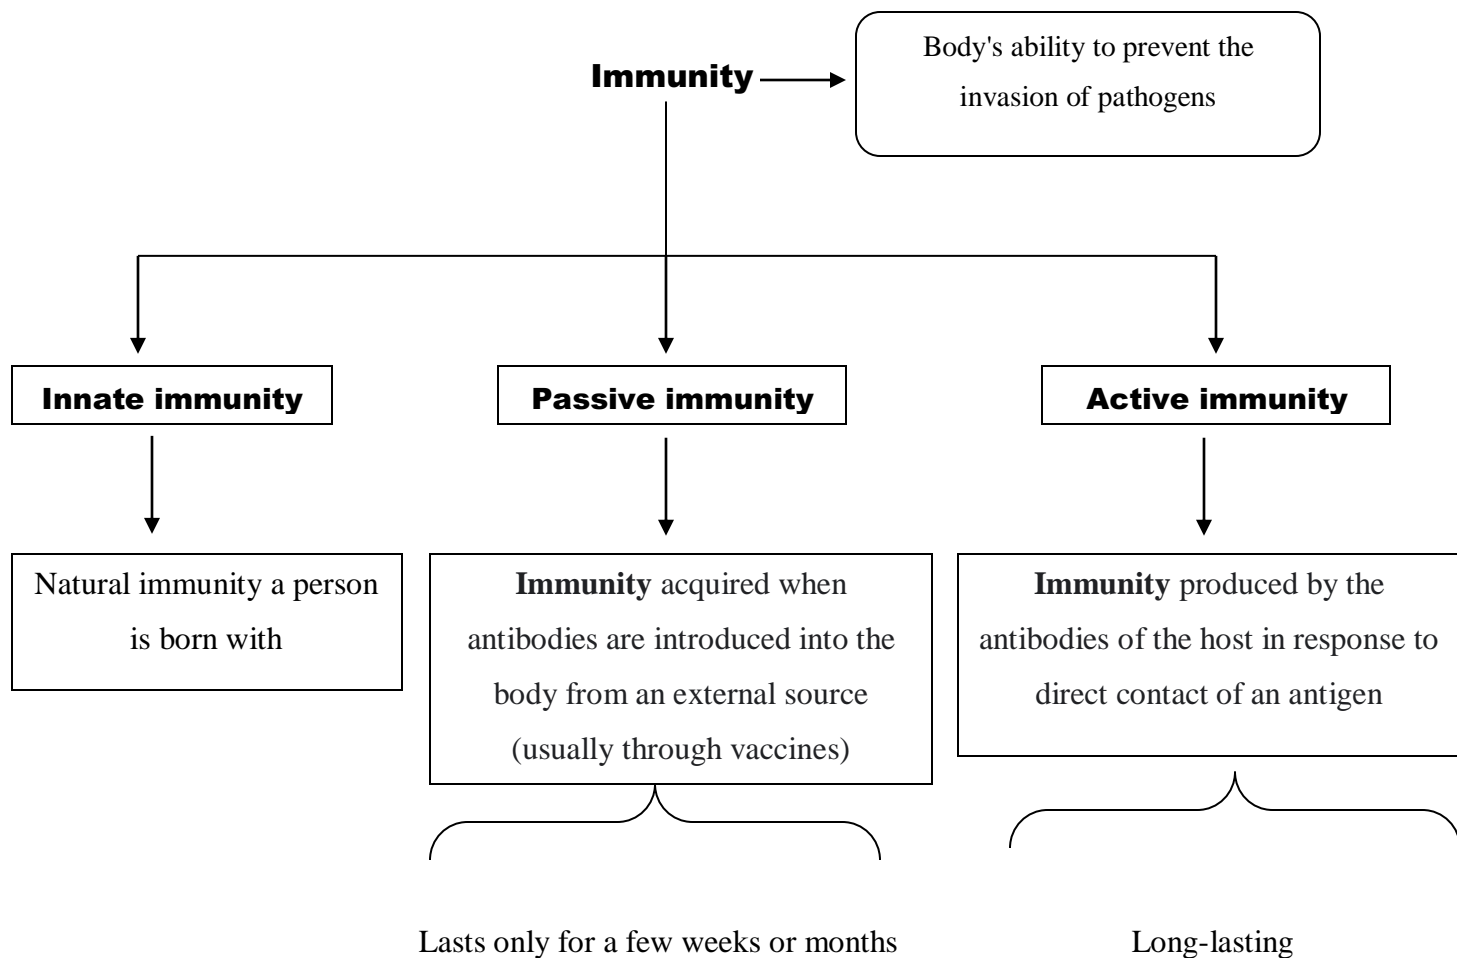 Immunity
Body's ability to prevent the
invasion of pathogens
Innate immunity
Passive immunity
Active immunity
Natural immunity a person
is born with
Immunity acquired when
antibodies are introduced into the
body from an external source
(usually through vaccines)
Immunity produced by the
antibodies of the host in response to
direct contact of an antigen
Lasts only for a few weeks or months
Long-lasting